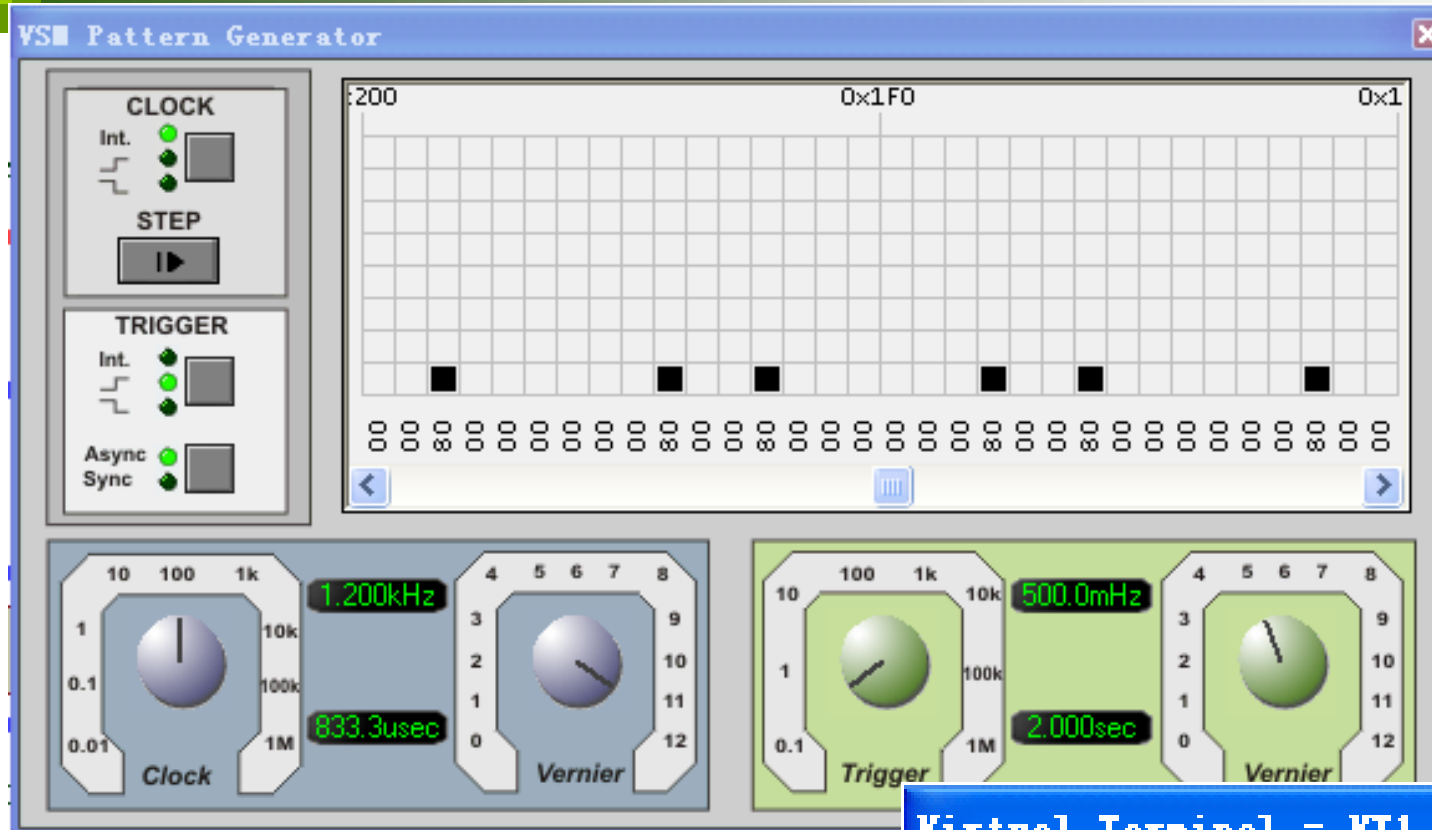 VSM Pattern Generator
CLOCK
Int.
STEP
TRIGGER
Int.
Async
Sync
:200 0x1F0 0x1
00 00 80 00 00 00 00 00 00 80 00 00 80 00 00 00 00 00 00 80 00 00 80 00 00 00 00 00 00 80 00 00
0.01 0.1 1 10 100 1k 10k 100k 1M
Clock
1.200kHz
833.3usec
0 1 2 3 4 5 6 7 8 9 10 11 12
Vernier
0.1 1 10 100 1k 10k 100k 1M
Trigger
500.0mHz
2.000sec
0 1 2 3 4 5 6 7 8 9 10 11 12
Vernier
Virtual Terminal - VT1